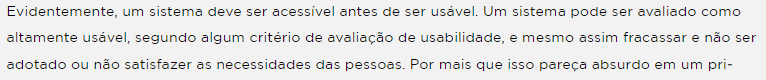 Evidentemente, um sistema deve ser acessível antes de ser usável. Um sistema pode ser avaliado como
altamente usável, segundo algum critério de avaliação de usabilidade, e mesmo assim fracassar e não ser
adotado ou não satisfazer as necessidades das pessoas. Por mais que isso pareça absurdo em um pri-